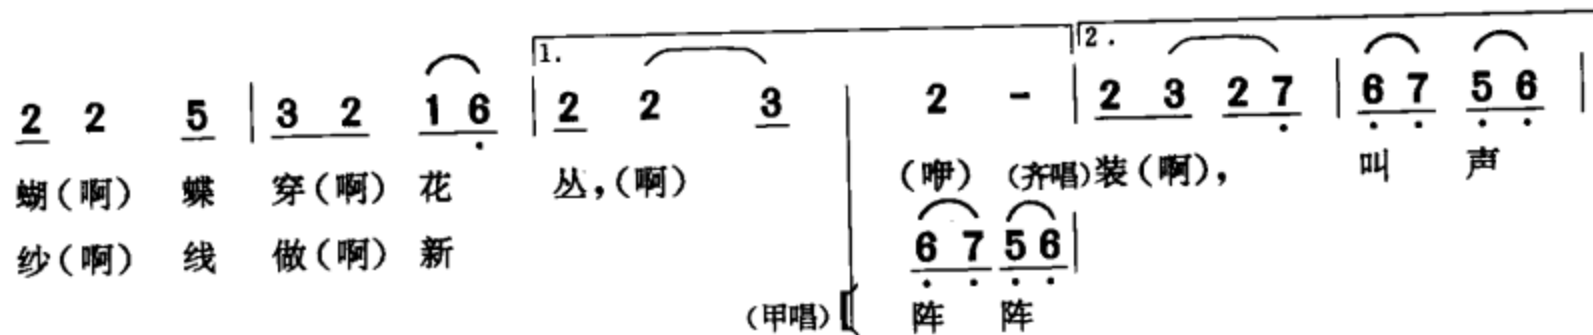 1. 2.
2 2 5 | 3 2 1 6 | 2 2 3 | 2 - | 2 3 2 7 | 6 7 5 6 |
蝴(啊) 蝶 穿(啊) 花 丛,(啊) (咿) (齐唱)装(啊), 叫 声
6 7 5 6 |
纱(啊) 线 做(啊) 新
(甲唱) 阵 阵